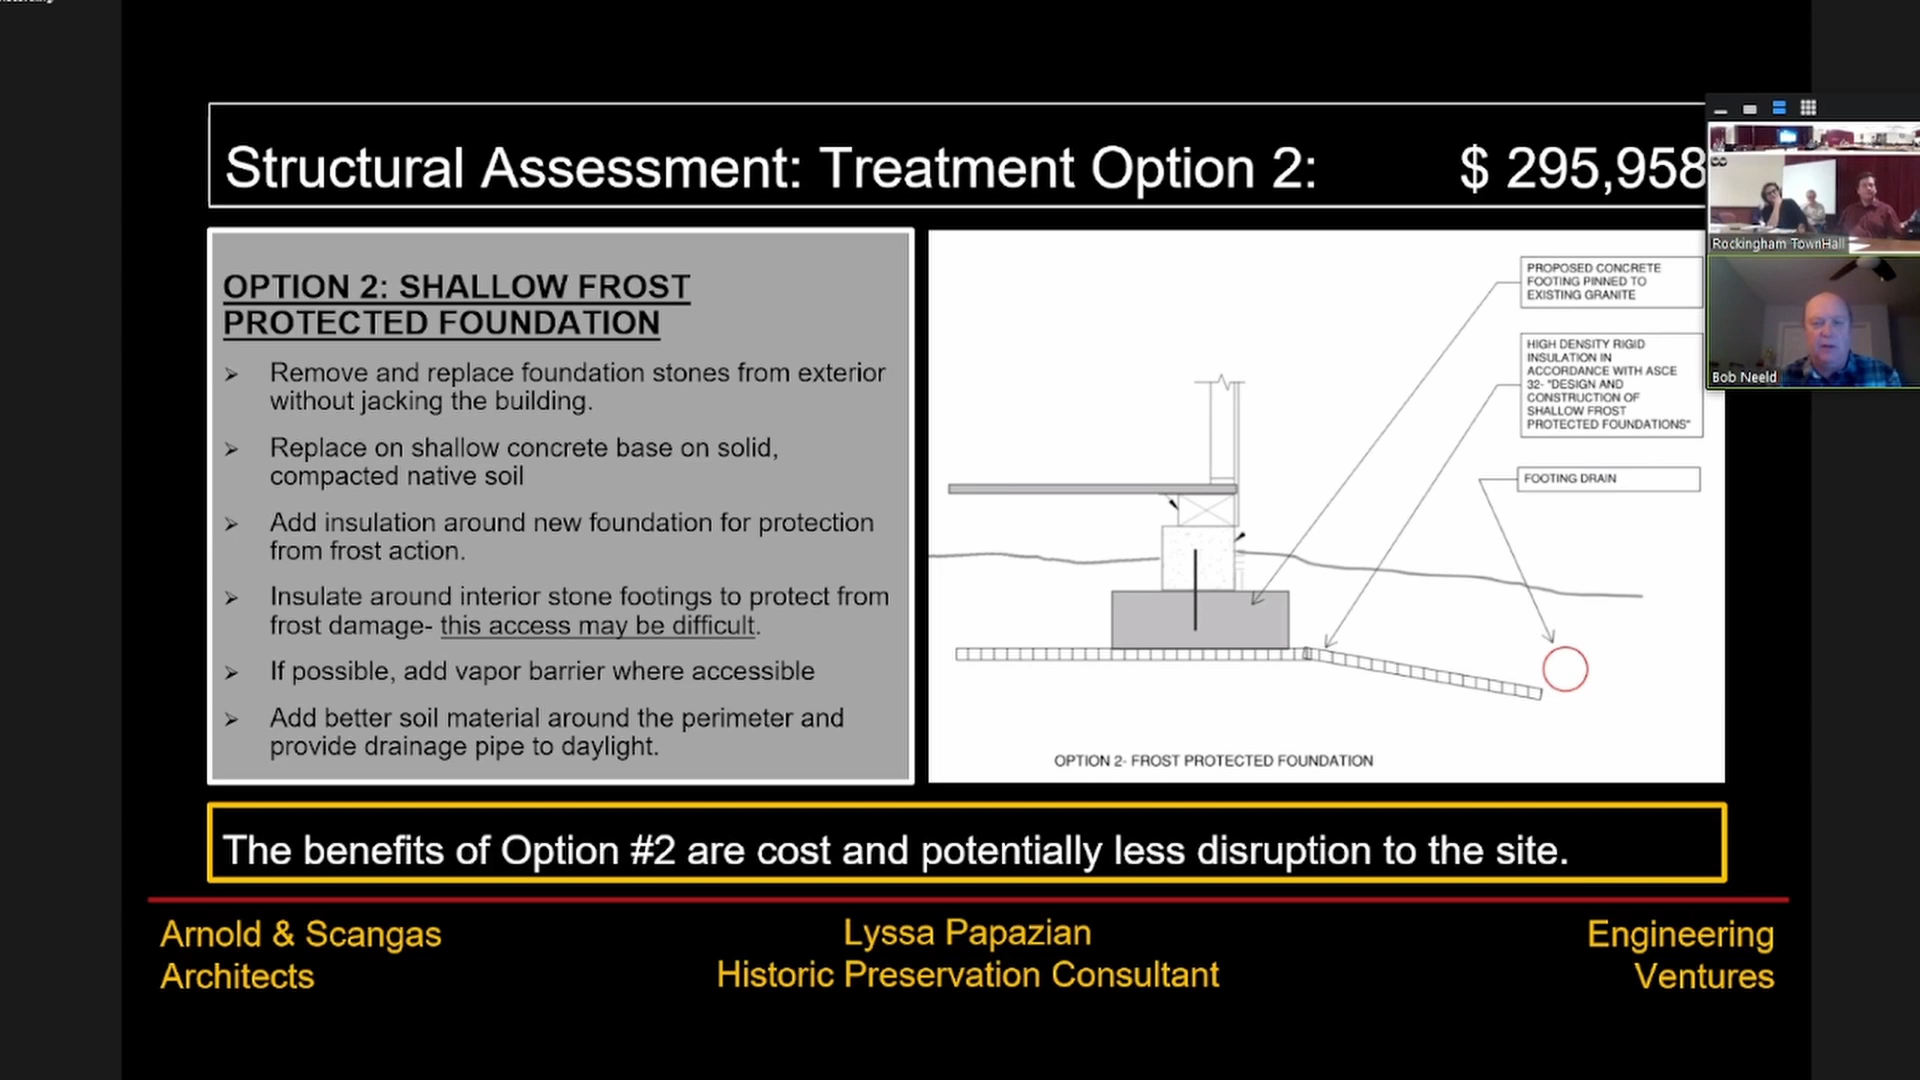 Structural Assessment: Treatment Option 2: $ 295,958
OPTION 2: SHALLOW FROST
PROTECTED FOUNDATION
➢ Remove and replace foundation stones from exterior
without jacking the building.
➢ Replace on shallow concrete base on solid,
compacted native soil
➢ Add insulation around new foundation for protection
from frost action.
➢ Insulate around interior stone footings to protect from
frost damage- this access may be difficult.
➢ If possible, add vapor barrier where accessible
➢ Add better soil material around the perimeter and
provide drainage pipe to daylight.
PROPOSED CONCRETE
FOOTING PINNED TO
EXISTING GRANITE
HIGH DENSITY RIGID
INSULATION IN
ACCORDANCE WITH ASCE
32- "DESIGN AND
CONSTRUCTION OF
SHALLOW FROST
PROTECTED FOUNDATIONS"
FOOTING DRAIN
OPTION 2- FROST PROTECTED FOUNDATION
Rockingham TownHall
Bob Neeld
The benefits of Option #2 are cost and potentially less disruption to the site.
Arnold & Scangas
Architects
Lyssa Papazian
Historic Preservation Consultant
Engineering
Ventures